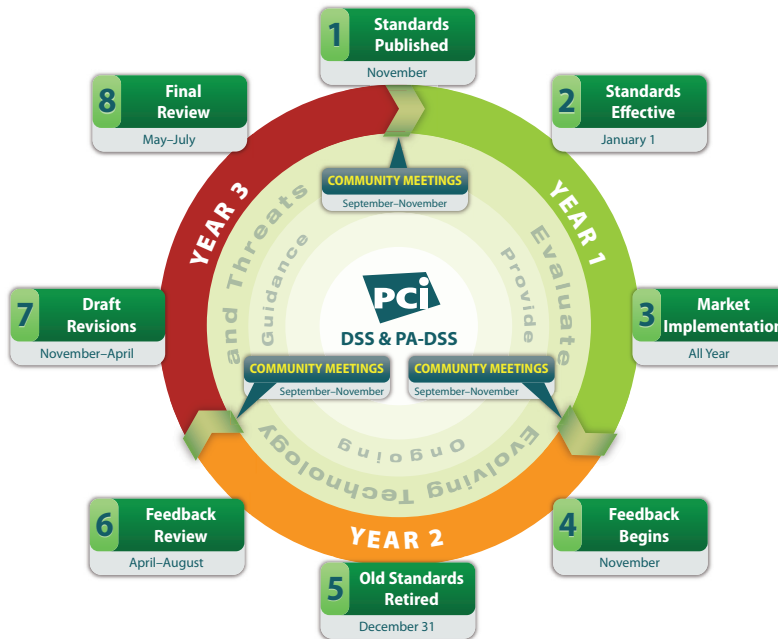 1
Standards
Published
November
2
Standards
Effective
January 1
3
Market
Implementation
All Year
4
Feedback
Begins
November
5
Old Standards
Retired
December 31
6
Feedback
Review
April–August
7
Draft
Revisions
November–April
8
Final
Review
May–July
YEAR 1
YEAR 2
YEAR 3
COMMUNITY MEETINGS
September–November
COMMUNITY MEETINGS
September–November
COMMUNITY MEETINGS
September–November
Evaluate
Evolving Technology
and Threats
Provide
Ongoing
Guidance
PCi
DSS & PA-DSS